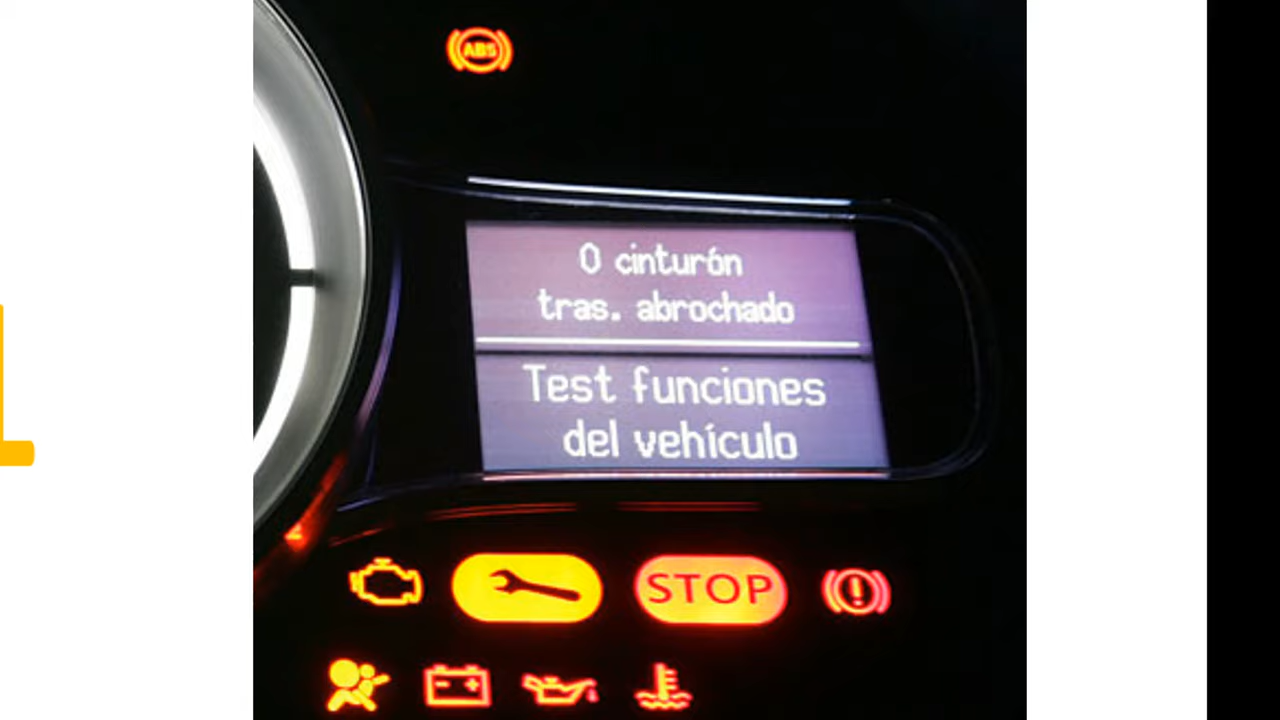 ABS
0 cinturón
tras. abrochado
Test funciones
del vehículo
STOP